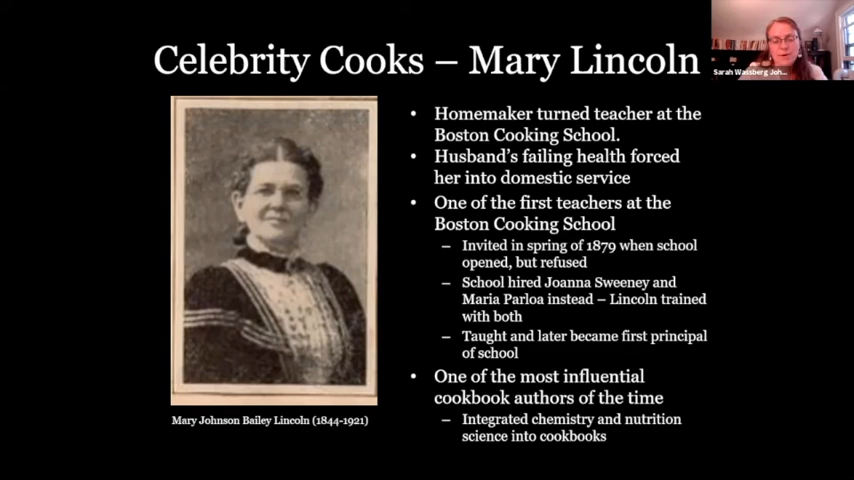 Celebrity Cooks – Mary Lincoln
Sarah Wassberg Joh...
• Homemaker turned teacher at the
Boston Cooking School.
• Husband's failing health forced
her into domestic service
• One of the first teachers at the
Boston Cooking School
– Invited in spring of 1879 when school
opened, but refused
– School hired Joanna Sweeney and
Maria Parloa instead – Lincoln trained
with both
– Taught and later became first principal
of school
• One of the most influential
cookbook authors of the time
– Integrated chemistry and nutrition
science into cookbooks
Mary Johnson Bailey Lincoln (1844-1921)